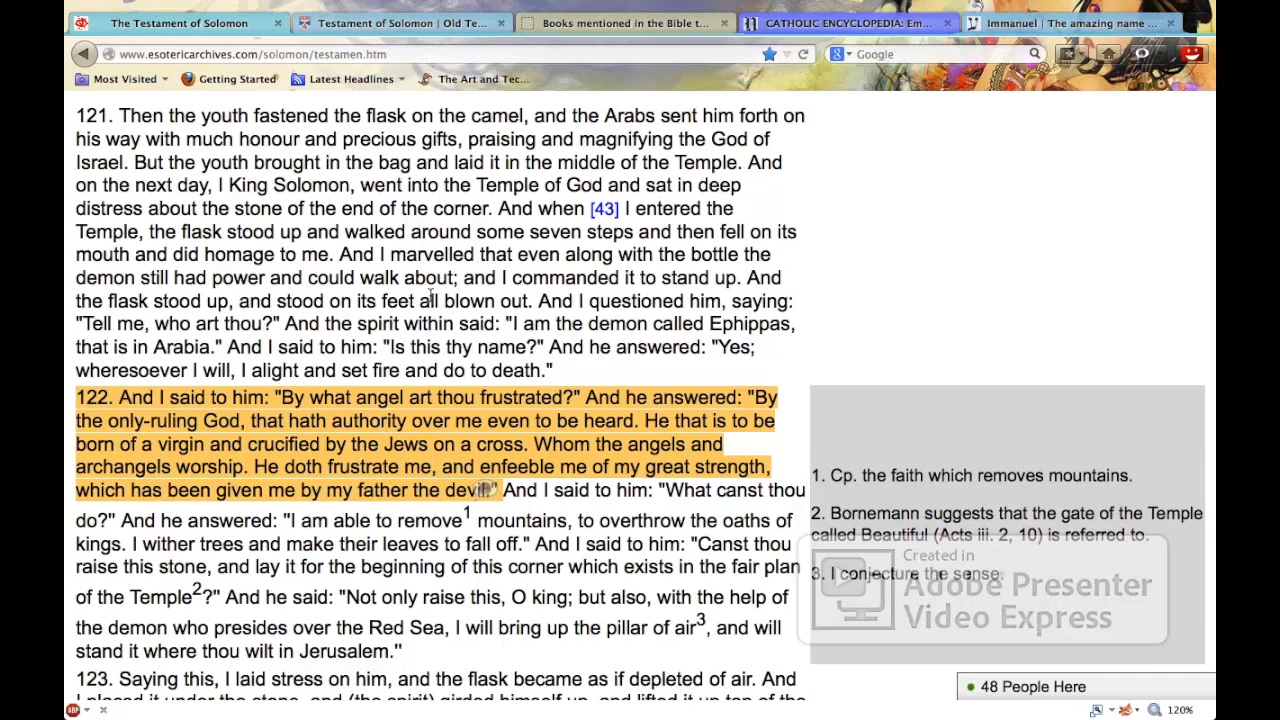 The Testament of Solomon
Testament of Solomon | Old Te...
Books mentioned in the Bible t...
CATHOLIC ENCYCLOPEDIA: Em...
Immanuel | The amazing name ...
www.esotericarchives.com/solomon/testamen.htm
Google
Most Visited
Getting Started
Latest Headlines
The Art and Tec...
121. Then the youth fastened the flask on the camel, and the Arabs sent him forth on
his way with much honour and precious gifts, praising and magnifying the God of
Israel. But the youth brought in the bag and laid it in the middle of the Temple. And
on the next day, I King Solomon, went into the Temple of God and sat in deep
distress about the stone of the end of the corner. And when [43] I entered the
Temple, the flask stood up and walked around some seven steps and then fell on its
mouth and did homage to me. And I marvelled that even along with the bottle the
demon still had power and could walk about; and I commanded it to stand up. And
the flask stood up, and stood on its feet all blown out. And I questioned him, saying:
"Tell me, who art thou?" And the spirit within said: "I am the demon called Ephippas,
that is in Arabia." And I said to him: "Is this thy name?" And he answered: "Yes;
wheresoever I will, I alight and set fire and do to death."
122. And I said to him: "By what angel art thou frustrated?" And he answered: "By
the only-ruling God, that hath authority over me even to be heard. He that is to be
born of a virgin and crucified by the Jews on a cross. Whom the angels and
archangels worship. He doth frustrate me, and enfeeble me of my great strength,
which has been given me by my father the devil." And I said to him: "What canst thou
do?" And he answered: "I am able to remove1 mountains, to overthrow the oaths of
kings. I wither trees and make their leaves to fall off." And I said to him: "Canst thou
raise this stone, and lay it for the beginning of this corner which exists in the fair plan
of the Temple2?" And he said: "Not only raise this, O king; but also, with the help of
the demon who presides over the Red Sea, I will bring up the pillar of air3, and will
stand it where thou wilt in Jerusalem."
123. Saying this, I laid stress on him, and the flask became as if depleted of air. And
I placed it under the stone, and (the spirit) girded himself up, and lifted it up top of the
1. Cp. the faith which removes mountains.
2. Bornemann suggests that the gate of the Temple
called Beautiful (Acts iii. 2, 10) is referred to.
3. I conjecture the sense.
Created in
Adobe Presenter
Video Express
48 People Here
ABP
120%